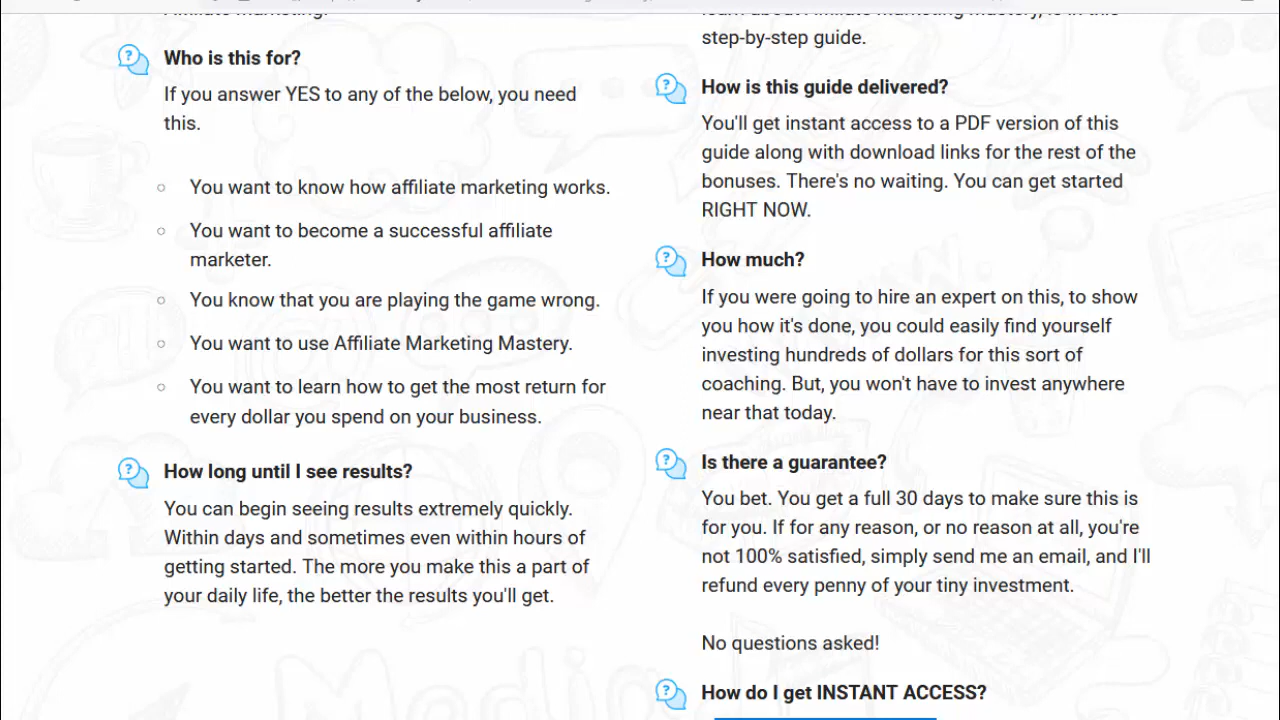 Who is this for?
If you answer YES to any of the below, you need
this.
You want to know how affiliate marketing works.
You want to become a successful affiliate
marketer.
You know that you are playing the game wrong.
You want to use Affiliate Marketing Mastery.
You want to learn how to get the most return for
every dollar you spend on your business.
How long until I see results?
You can begin seeing results extremely quickly.
Within days and sometimes even within hours of
getting started. The more you make this a part of
your daily life, the better the results you'll get.
step-by-step guide.
How is this guide delivered?
You'll get instant access to a PDF version of this
guide along with download links for the rest of the
bonuses. There's no waiting. You can get started
RIGHT NOW.
How much?
If you were going to hire an expert on this, to show
you how it's done, you could easily find yourself
investing hundreds of dollars for this sort of
coaching. But, you won't have to invest anywhere
near that today.
Is there a guarantee?
You bet. You get a full 30 days to make sure this is
for you. If for any reason, or no reason at all, you're
not 100% satisfied, simply send me an email, and I'll
refund every penny of your tiny investment.
No questions asked!
How do I get INSTANT ACCESS?